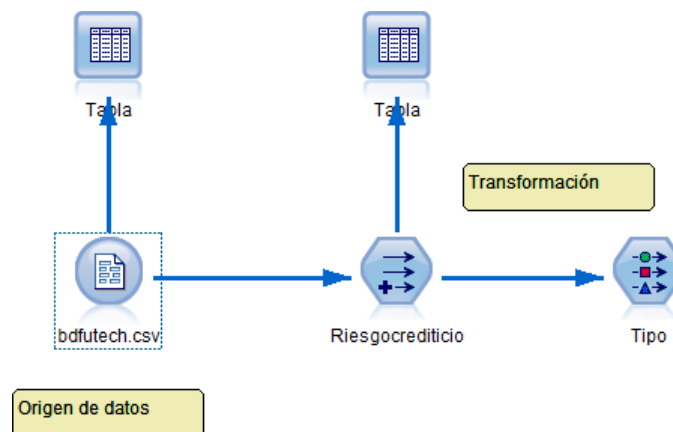 Tabla
Tabla
Transformación
bdfutech.csv
Riesgocrediticio
Tipo
Origen de datos